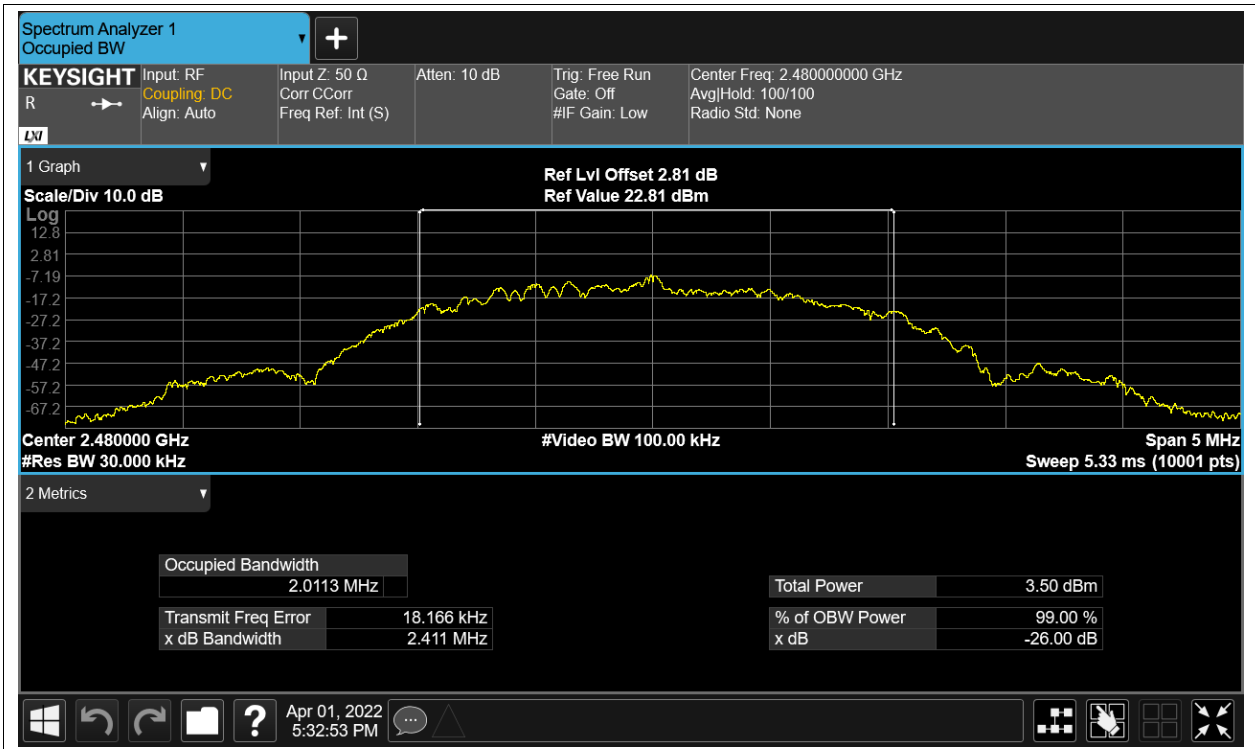 Spectrum Analyzer 1
Occupied BW
KEYSIGHT
R
LXI
Input: RF
Coupling: DC
Align: Auto
Input Z: 50 Ω
Corr CCorr
Freq Ref: Int (S)
Atten: 10 dB
Trig: Free Run
Gate: Off
#IF Gain: Low
Center Freq: 2.480000000 GHz
Avg|Hold: 100/100
Radio Std: None
1 Graph
Scale/Div 10.0 dB
Ref Lvl Offset 2.81 dB
Ref Value 22.81 dBm
Log
12.8
2.81
-7.19
-17.2
-27.2
-37.2
-47.2
-57.2
-67.2
Center 2.480000 GHz
#Res BW 30.000 kHz
#Video BW 100.00 kHz
Span 5 MHz
Sweep 5.33 ms (10001 pts)
2 Metrics
Occupied Bandwidth
2.0113 MHz
Transmit Freq Error 18.166 kHz
x dB Bandwidth 2.411 MHz
Total Power 3.50 dBm
% of OBW Power 99.00 %
x dB -26.00 dB
?
Apr 01, 2022
5:32:53 PM